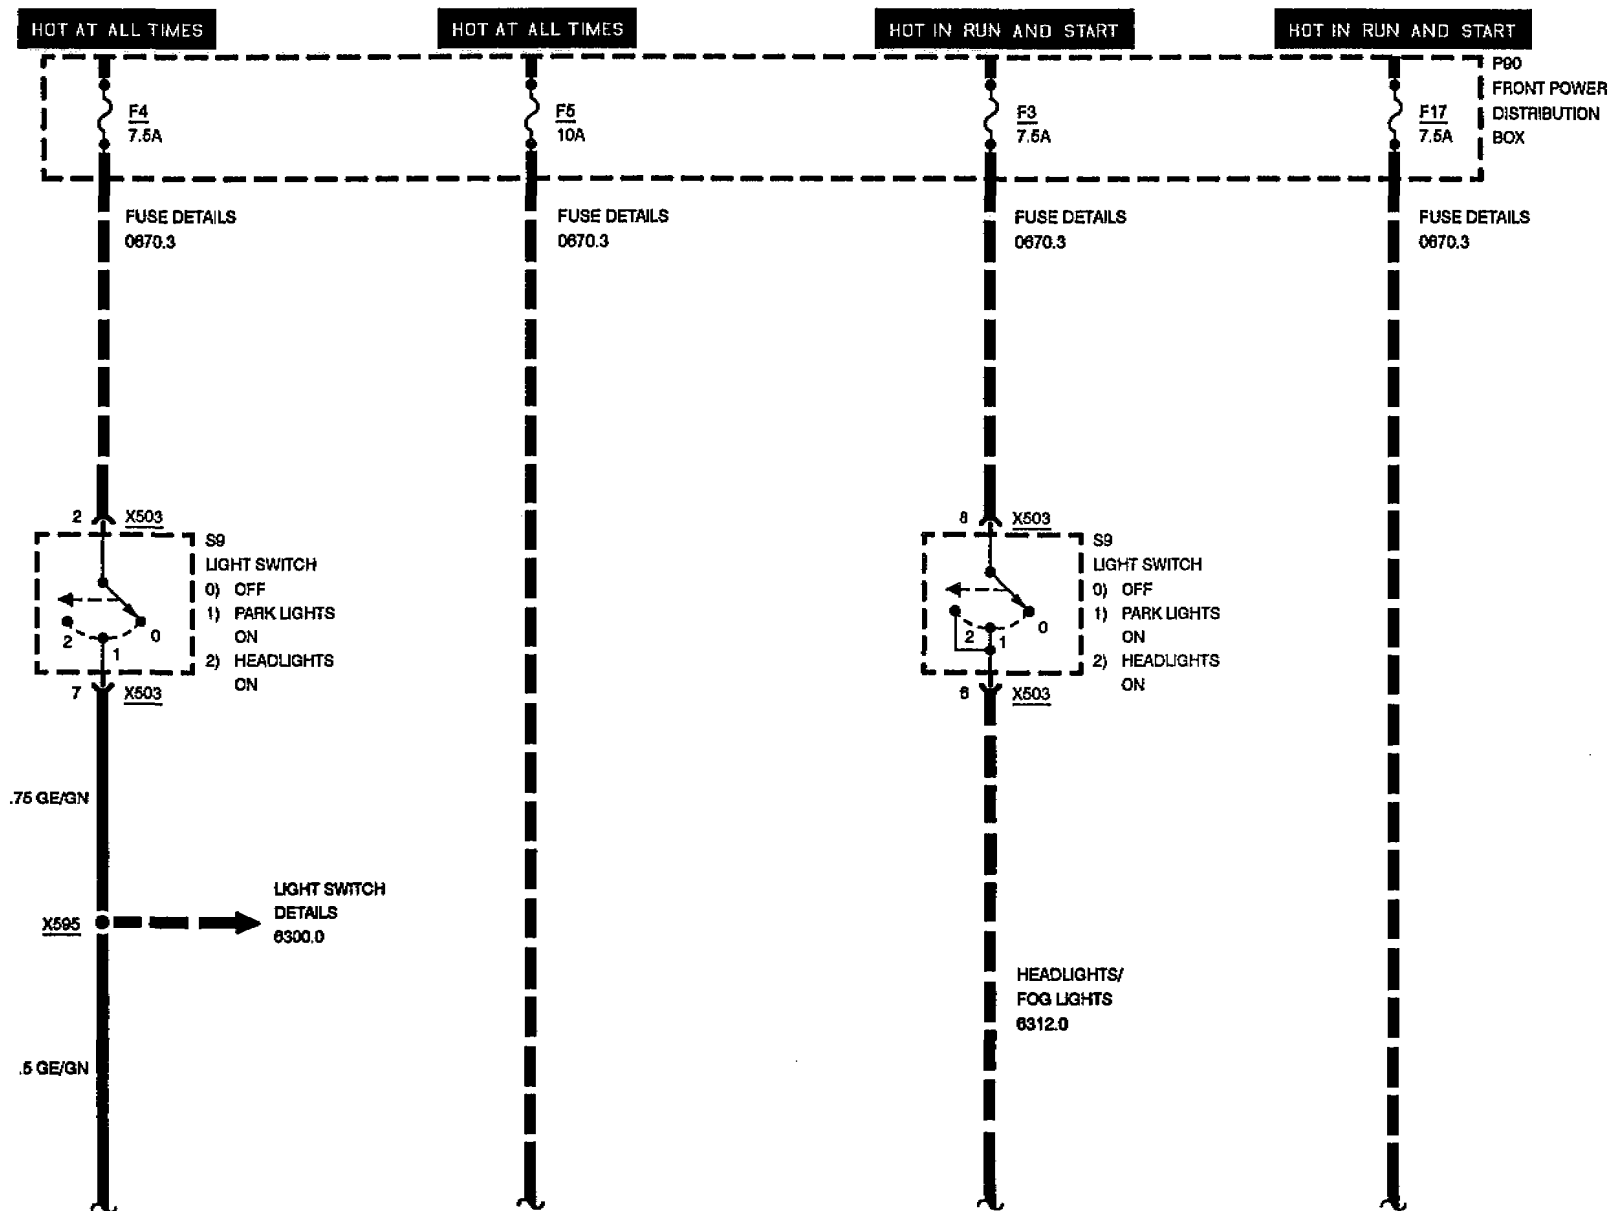 HOT AT ALL TIMES
HOT AT ALL TIMES
HOT IN RUN AND START
HOT IN RUN AND START
P90
FRONT POWER
DISTRIBUTION
BOX
F4
7.5A
F5
10A
F3
7.5A
F17
7.5A
FUSE DETAILS
0670.3
FUSE DETAILS
0670.3
FUSE DETAILS
0670.3
FUSE DETAILS
0670.3
2
X503
S9
LIGHT SWITCH
0) OFF
1) PARK LIGHTS
ON
2) HEADLIGHTS
ON
2
1
0
7
X503
8
X503
S9
LIGHT SWITCH
0) OFF
1) PARK LIGHTS
ON
2) HEADLIGHTS
ON
2
1
0
6
X503
.75 GE/GN
X595
LIGHT SWITCH
DETAILS
6300.0
HEADLIGHTS/
FOG LIGHTS
6312.0
.5 GE/GN